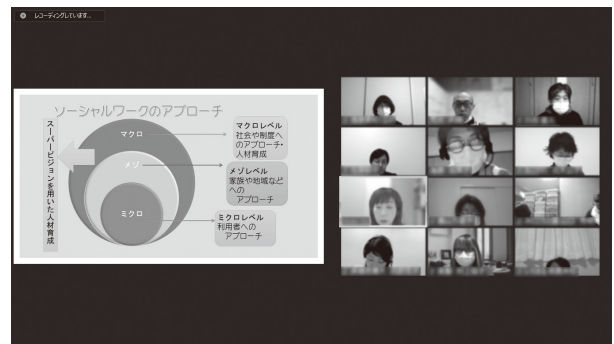 レコーディングしています...
ソーシャルワークのアプローチ
スーパービジョンを用いた人材育成
マクロ
メゾ
ミクロ
マクロレベル
社会や制度へ
のアプローチ・
人材育成
メゾレベル
家族や地域など
への
アプローチ
ミクロレベル
利用者への
アプローチ